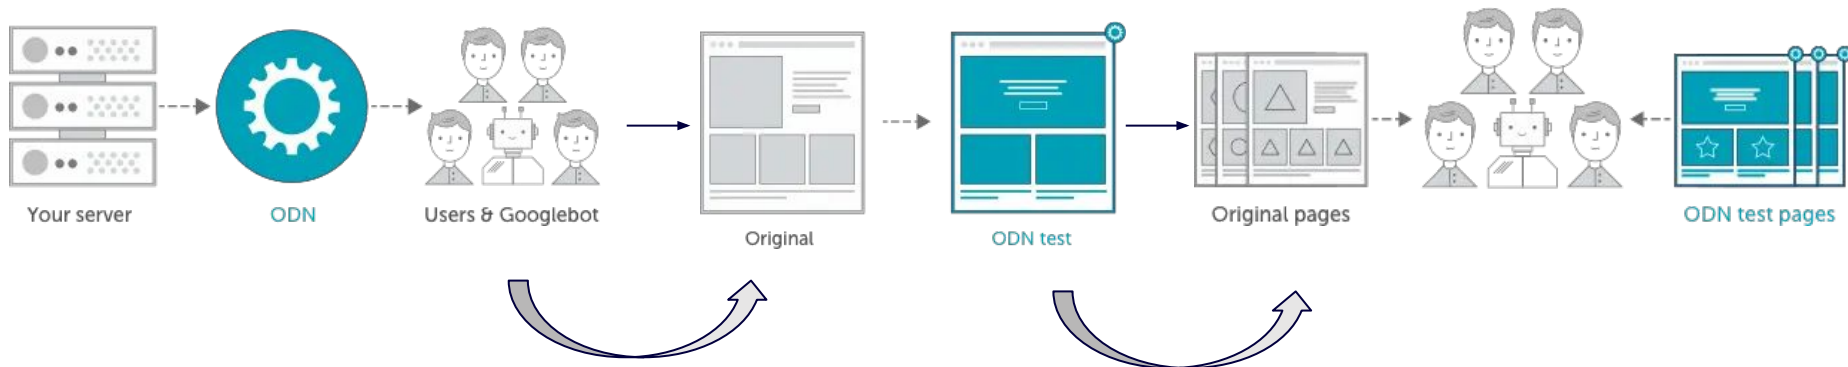 Your server
ODN
Users & Googlebot
Original
ODN test
Original pages
ODN test pages